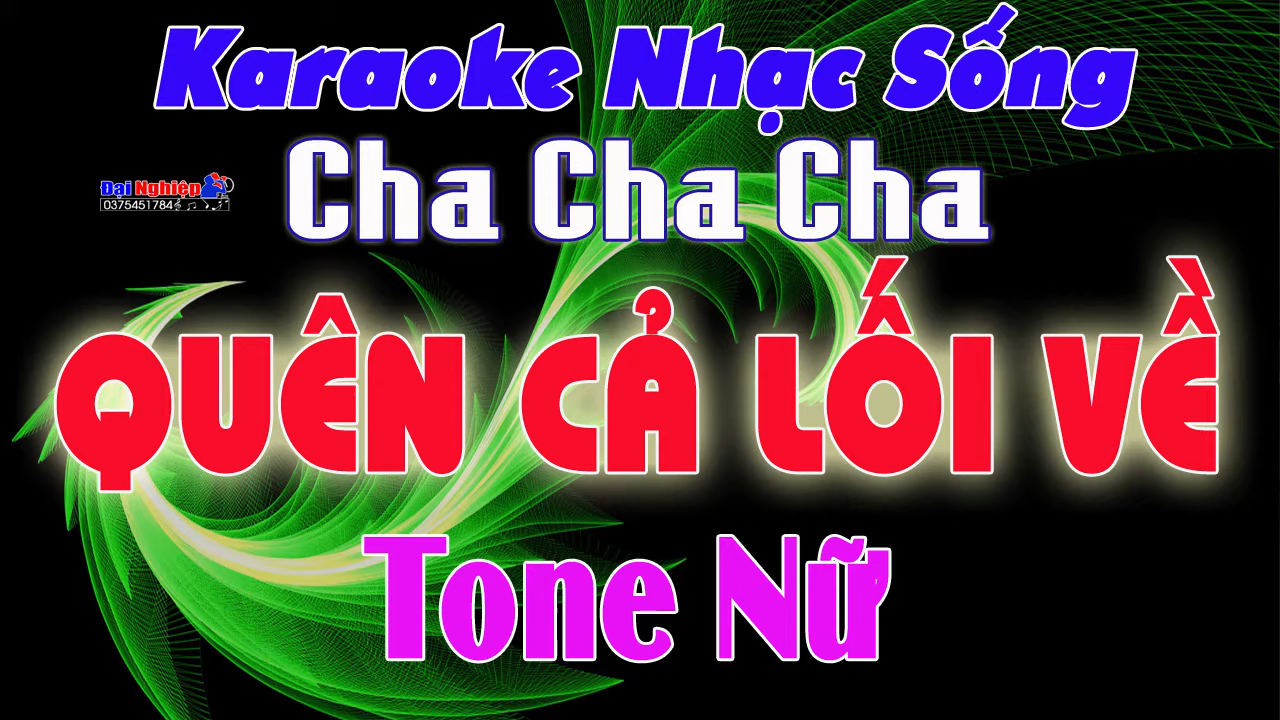 Karaoke Nhạc Sống
Cha Cha Cha
Đại Nghiệp
0375451784
QUÊN CẢ LỐI VỀ
Tone Nữ